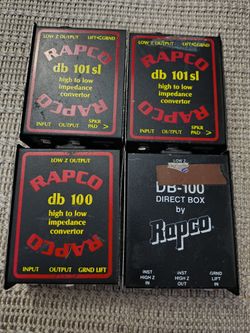 LOW Z OUTPUT LIFT<GRND
RAPCO
db 101sl
high to low
impedance
convertor
RAPCO
INPUT OUTPUT SPKR
PAD >
LOW Z OUTPUT LIFT<GRND
RAPCO
db 101sl
high to low
impedance
convertor
RAPCO
INPUT OUTPUT SPKR
PAD >
LOW Z OUTPUT
RAPCO
db 100
high to low
impedance
convertor
RAPCO
INPUT OUTPUT GRND LIFT
LOW Z
DB-100
DIRECT BOX
by
Rapco
INST HIGH Z IN
INST HIGH Z OUT
GRND LIFT IN